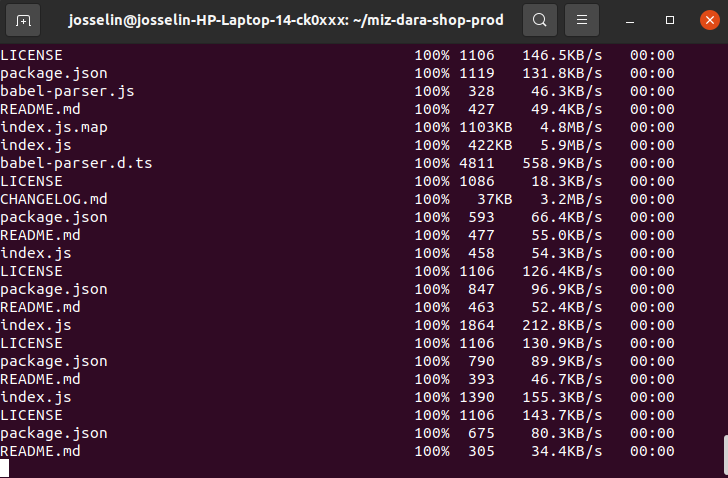 josselin@josselin-HP-Laptop-14-ck0xxx: ~/miz-dara-shop-prod
LICENSE 100% 1106 146.5KB/s 00:00
package.json 100% 1119 131.8KB/s 00:00
babel-parser.js 100% 328 46.3KB/s 00:00
README.md 100% 427 49.4KB/s 00:00
index.js.map 100% 1103KB 4.8MB/s 00:00
index.js 100% 422KB 5.9MB/s 00:00
babel-parser.d.ts 100% 4811 558.9KB/s 00:00
LICENSE 100% 1086 18.3KB/s 00:00
CHANGELOG.md 100% 37KB 3.2MB/s 00:00
package.json 100% 593 66.4KB/s 00:00
README.md 100% 477 55.0KB/s 00:00
index.js 100% 458 54.3KB/s 00:00
LICENSE 100% 1106 126.4KB/s 00:00
package.json 100% 847 96.9KB/s 00:00
README.md 100% 463 52.4KB/s 00:00
index.js 100% 1864 212.8KB/s 00:00
LICENSE 100% 1106 130.9KB/s 00:00
package.json 100% 790 89.9KB/s 00:00
README.md 100% 393 46.7KB/s 00:00
index.js 100% 1390 155.3KB/s 00:00
LICENSE 100% 1106 143.7KB/s 00:00
package.json 100% 675 80.3KB/s 00:00
README.md 100% 305 34.4KB/s 00:00